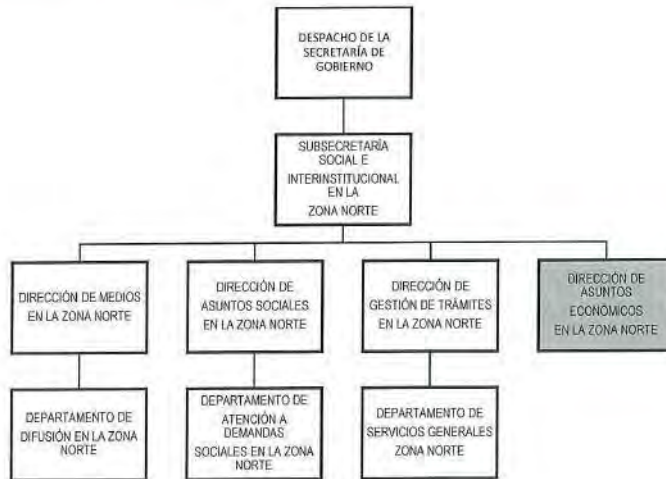 DESPACHO DE LA
SECRETARÍA DE
GOBIERNO
SUBSECRETARÍA
SOCIAL E
INTERINSTITUCIONAL
EN LA
ZONA NORTE
DIRECCIÓN DE MEDIOS
EN LA ZONA NORTE
DIRECCIÓN DE
ASUNTOS SOCIALES
EN LA ZONA NORTE
DIRECCIÓN DE
GESTIÓN DE TRÁMITES
EN LA ZONA NORTE
DIRECCIÓN DE
ASUNTOS
ECONÓMICOS
EN LA ZONA NORTE
DEPARTAMENTO DE
DIFUSIÓN EN LA ZONA
NORTE
DEPARTAMENTO DE
ATENCIÓN A
DEMANDAS
SOCIALES EN LA ZONA
NORTE
DEPARTAMENTO DE
SERVICIOS GENERALES
ZONA NORTE